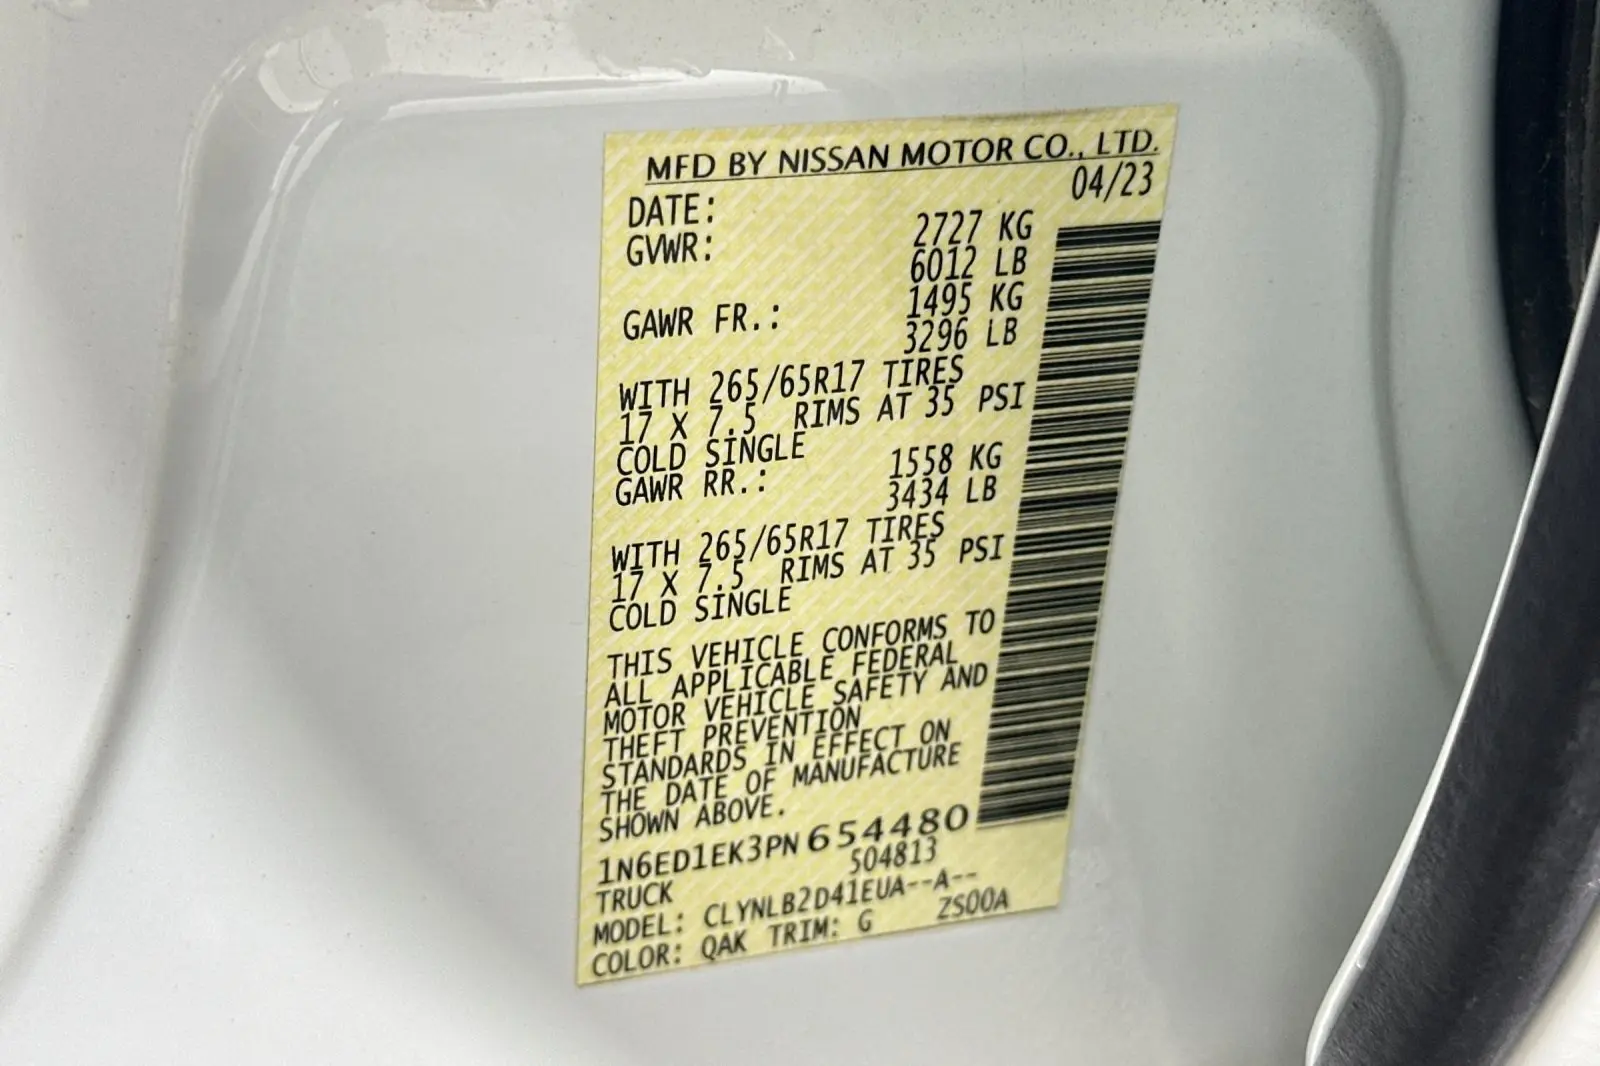 MFD BY NISSAN MOTOR CO., LTD.
DATE: 04/23
GVWR: 2727 KG
6012 LB
GAWR FR.: 1495 KG
3296 LB
WITH 265/65R17 TIRES
17 X 7.5 RIMS AT 35 PSI
COLD SINGLE
GAWR RR.: 1558 KG
3434 LB
WITH 265/65R17 TIRES
17 X 7.5 RIMS AT 35 PSI
COLD SINGLE
THIS VEHICLE CONFORMS TO
ALL APPLICABLE FEDERAL
MOTOR VEHICLE SAFETY AND
THEFT PREVENTION
STANDARDS IN EFFECT ON
THE DATE OF MANUFACTURE
SHOWN ABOVE.
1N6ED1EK3PN654480
TRUCK 504813
MODEL: CLYNLB2D41EUA--A--
COLOR: QAK TRIM: G ZS00A